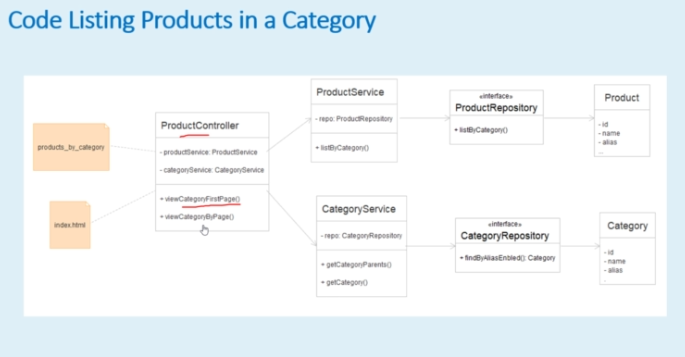 Code Listing Products in a Category
products_by_category
index.html
ProductController
- productService: ProductService
- categoryService: CategoryService
+ viewCategoryFirstPage()
+ viewCategoryByPage()
ProductService
- repo: ProductRepository
+ listByCategory()
«interface»
ProductRepository
+ listByCategory()
Product
- id
- name
- alias
...
CategoryService
- repo: CategoryRepository
+ getCategoryParents()
+ getCategory()
«interface»
CategoryRepository
+ findByAliasEnbled(): Category
Category
- id
- name
- alias
.